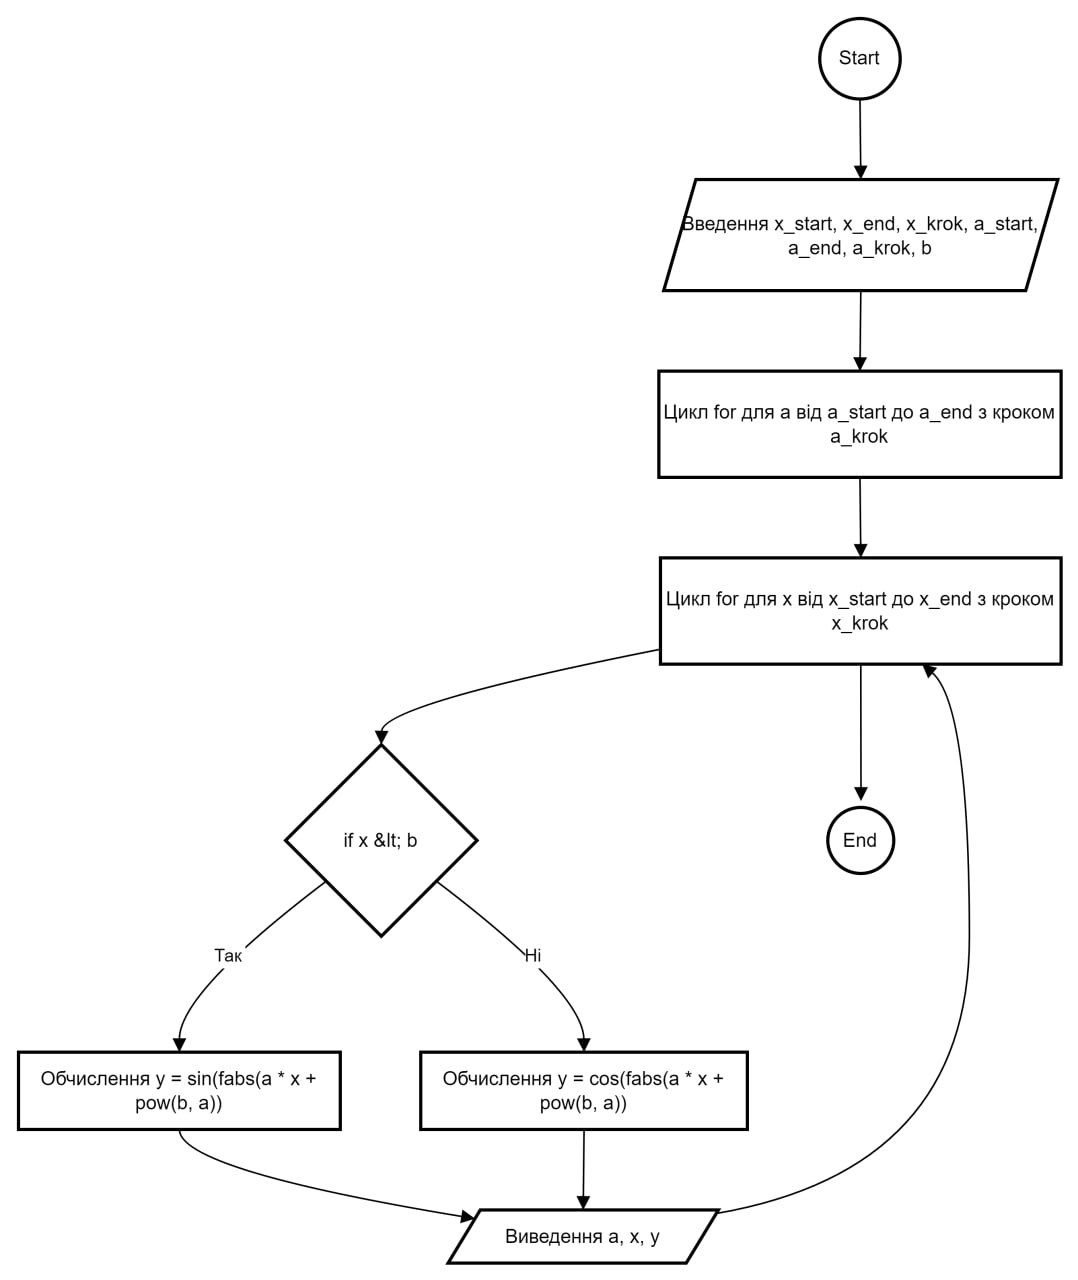 Start
Введення x_start, x_end, x_krok, a_start,
a_end, a_krok, b
Цикл for для a від a_start до a_end з кроком
a_krok
Цикл for для x від x_start до x_end з кроком
x_krok
if x &lt; b
End
Так
Ні
Обчислення y = sin(fabs(a * x +
pow(b, a))
Обчислення y = cos(fabs(a * x +
pow(b, a))
Виведення a, x, y